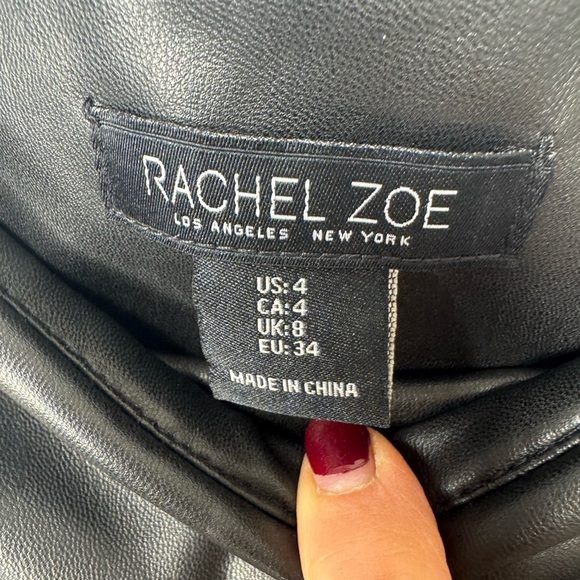 RACHEL ZOE
LOS ANGELES NEW YORK
US: 4
CA: 4
UK: 8
EU: 34
MADE IN CHINA